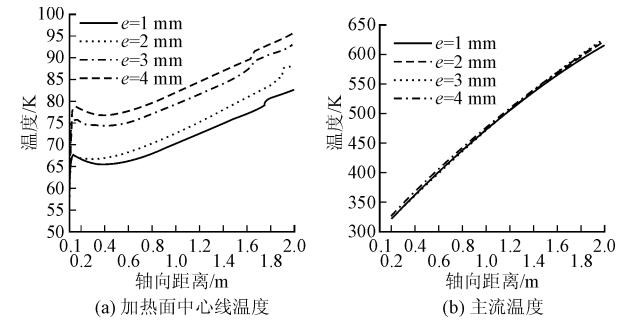 100
95
90
85
80
75
70
65
60
55
50
温度/K
e=1 mm
e=2 mm
e=3 mm
e=4 mm
0.1 0.4 0.8 1.2 1.6 2.0
0.2 0.6 1.0 1.4 1.8
轴向距离/m
(a) 加热面中心线温度
650
600
550
500
450
400
350
300
温度/K
e=1 mm
e=2 mm
e=3 mm
e=4 mm
0.1 0.4 0.8 1.2 1.6 2.0
0.2 0.6 1.0 1.4 1.8
轴向距离/m
(b) 主流温度